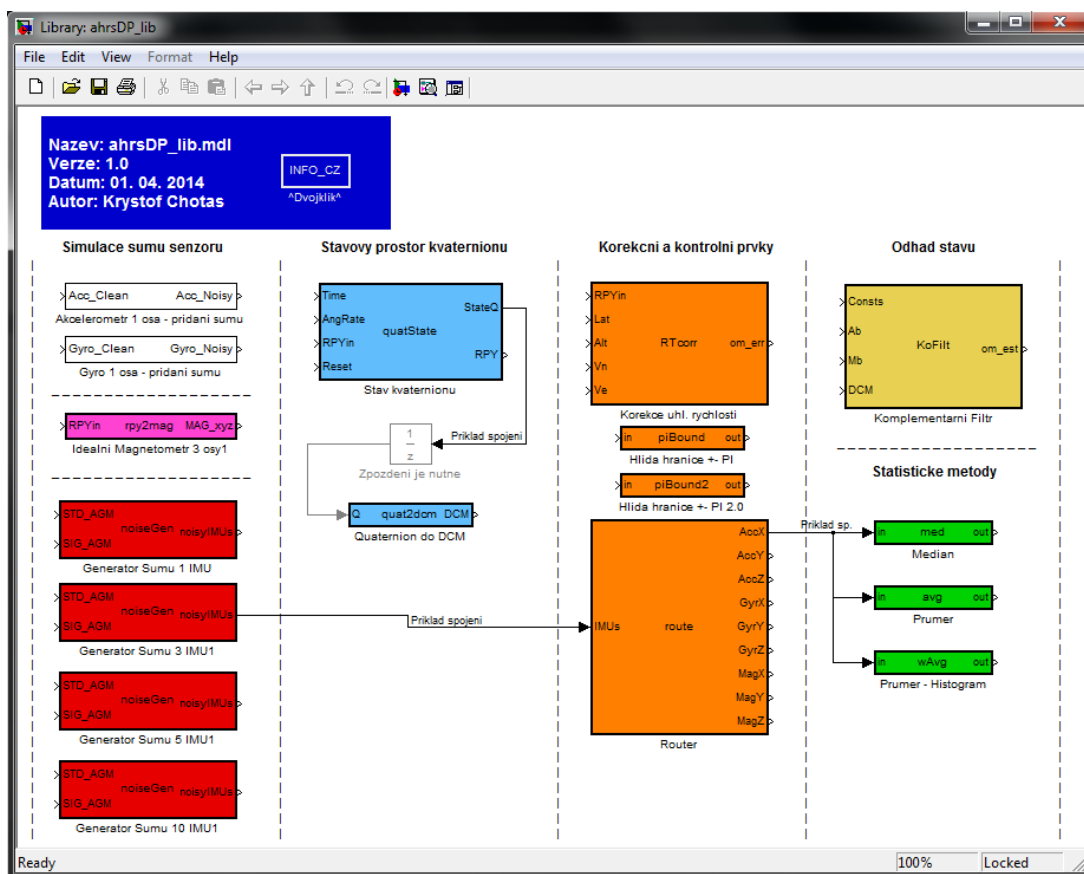 Library: ahrsDP_lib
File Edit View Format Help
Nazev: ahrsDP_lib.mdl
Verze: 1.0
Datum: 01. 04. 2014
Autor: Krystof Chotas
INFO_CZ
^Dvojklik^
Simulace sumu senzoru
Acc_Clean Acc_Noisy
Akcelerometr 1 osa - pridani sumu
Gyro_Clean Gyro_Noisy
Gyro 1 osa - pridani sumu
RPYin rpy2mag MAG_xyz
Idealni Magnetometr 3 osy1
STD_AGM
noiseGen noisyIMUs
SIG_AGM
Generator Sumu 1 IMU
STD_AGM
noiseGen noisyIMUs
SIG_AGM
Generator Sumu 3 IMU1
STD_AGM
noiseGen noisyIMUs
SIG_AGM
Generator Sumu 5 IMU1
STD_AGM
noiseGen noisyIMUs
SIG_AGM
Generator Sumu 10 IMU1
Stavovy prostor kvaternionu
Time
StateQ
AngRate
quatState
RPYin
RPY
Reset
Stav kvaternionu
Priklad spojeni
1
z
Zpozdeni je nutne
Q quat2dcm DCM
Quaternion do DCM
Priklad spojeni
Korekcni a kontrolni prvky
RPYin
Lat
Alt RTcorr om_err
Vn
Ve
Korekce uhl. rychlosti
in piBound out
Hlida hranice +- PI
in piBound2 out
Hlida hranice +- PI 2.0
AccX
AccY
AccZ
GyrX
IMUs route GyrY
GyrZ
MagX
MagY
MagZ
Router
Priklad sp.
Odhad stavu
Consts
Ab
KoFilt om_est
Mb
DCM
Komplementarni Filtr
Statisticke metody
in med out
Median
in avg out
Prumer
in wAvg out
Prumer - Histogram
Ready 100% Locked